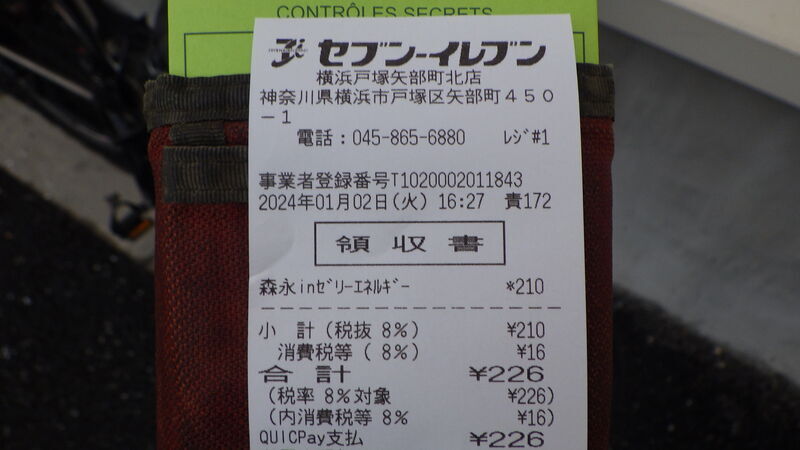 CONTRÔLES SECRETS
セブン-イレブン
横浜戸塚矢部町北店
神奈川県横浜市戸塚区矢部町４５０
－１
電話：045-865-6880 ﾚｼﾞ#1
事業者登録番号T1020002011843
2024年01月02日(火) 16:27 責172
領収書
森永inｾﾞﾘｰｴﾈﾙｷﾞｰ *210
小 計（税抜 8%） ¥210
消費税等（ 8%） ¥16
合 計 ¥226
（税率 8%対象 ¥226）
（内消費税等 8% ¥16）
QUICPay支払 ¥226